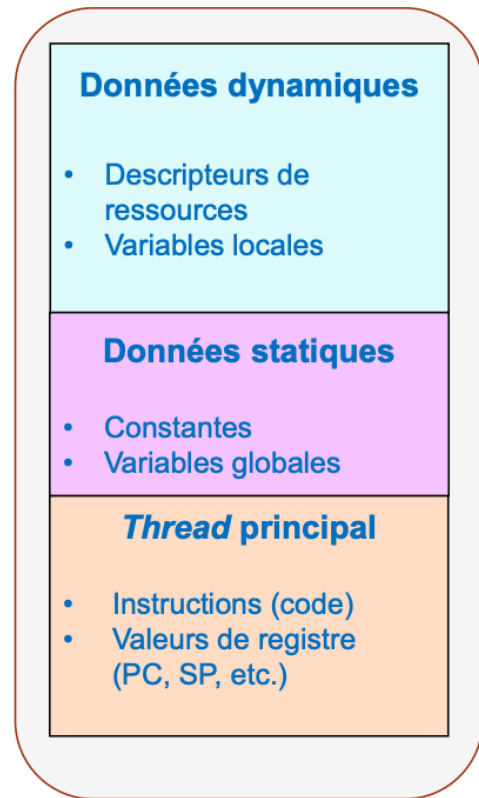 Données dynamiques
• Descripteurs de
ressources
• Variables locales
Données statiques
• Constantes
• Variables globales
Thread principal
• Instructions (code)
• Valeurs de registre
(PC, SP, etc.)